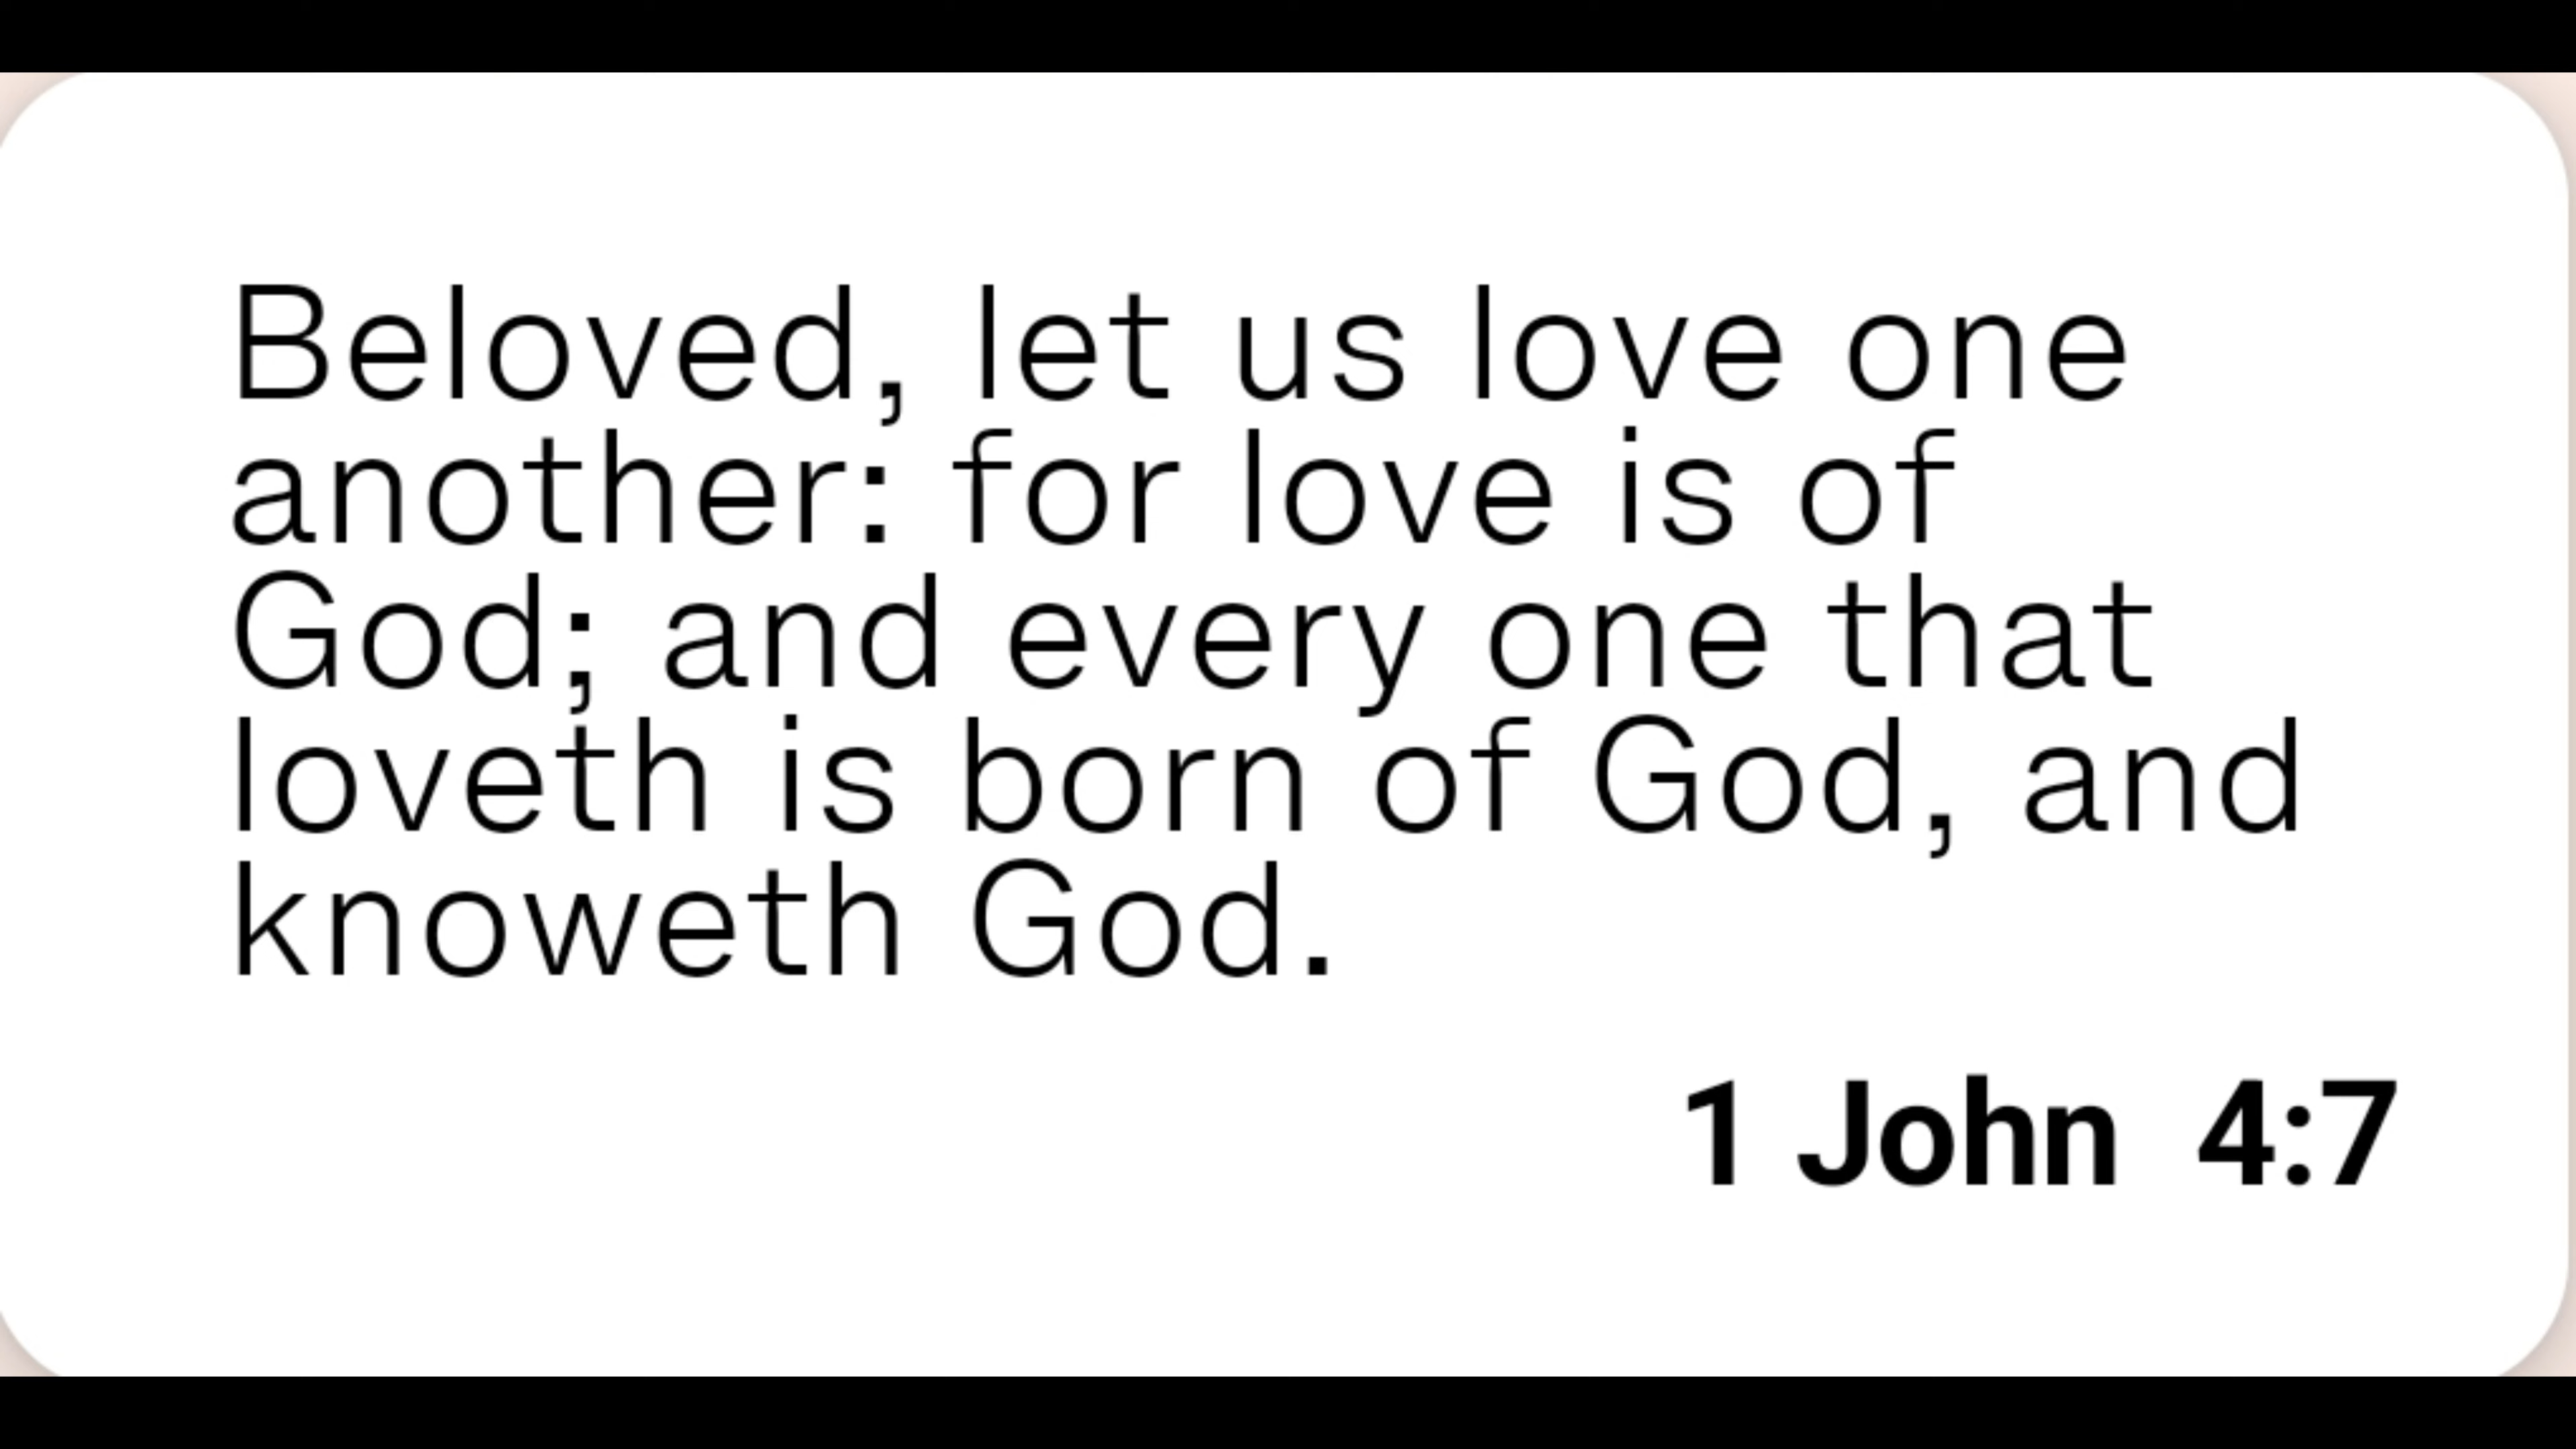 Beloved, let us love one
another: for love is of
God; and every one that
loveth is born of God, and
knoweth God.
1 John 4:7